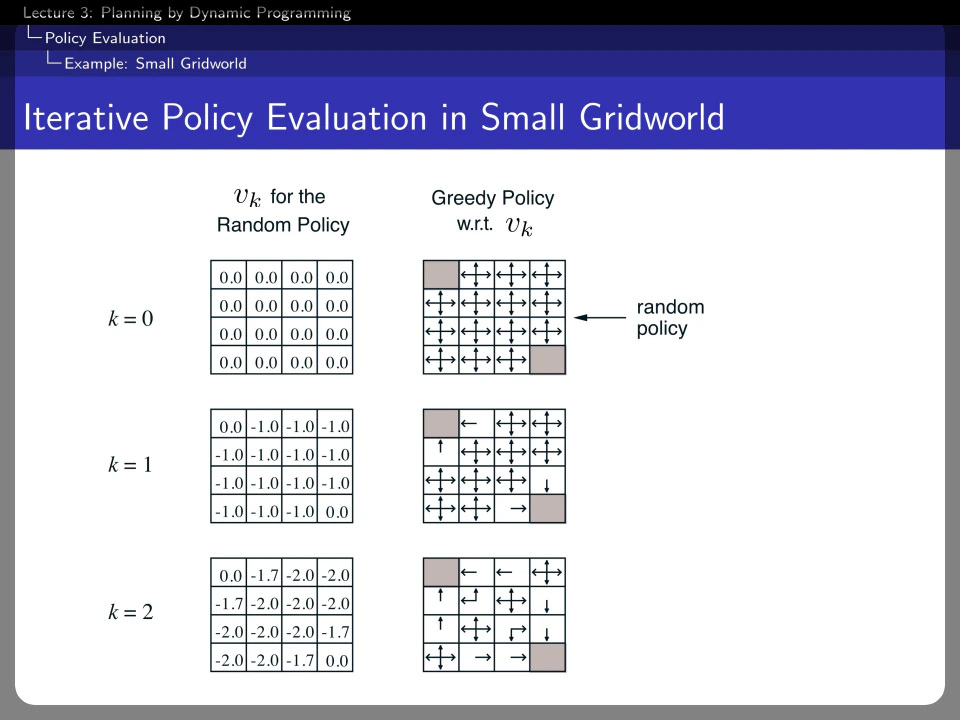 Lecture 3: Planning by Dynamic Programming
Policy Evaluation
Example: Small Gridworld
Iterative Policy Evaluation in Small Gridworld
v_k for the
Random Policy
Greedy Policy
w.r.t. v_k
k = 0
0.0 0.0 0.0 0.0
0.0 0.0 0.0 0.0
0.0 0.0 0.0 0.0
0.0 0.0 0.0 0.0
random
policy
k = 1
0.0 -1.0 -1.0 -1.0
-1.0 -1.0 -1.0 -1.0
-1.0 -1.0 -1.0 -1.0
-1.0 -1.0 -1.0 0.0
k = 2
0.0 -1.7 -2.0 -2.0
-1.7 -2.0 -2.0 -2.0
-2.0 -2.0 -2.0 -1.7
-2.0 -2.0 -1.7 0.0